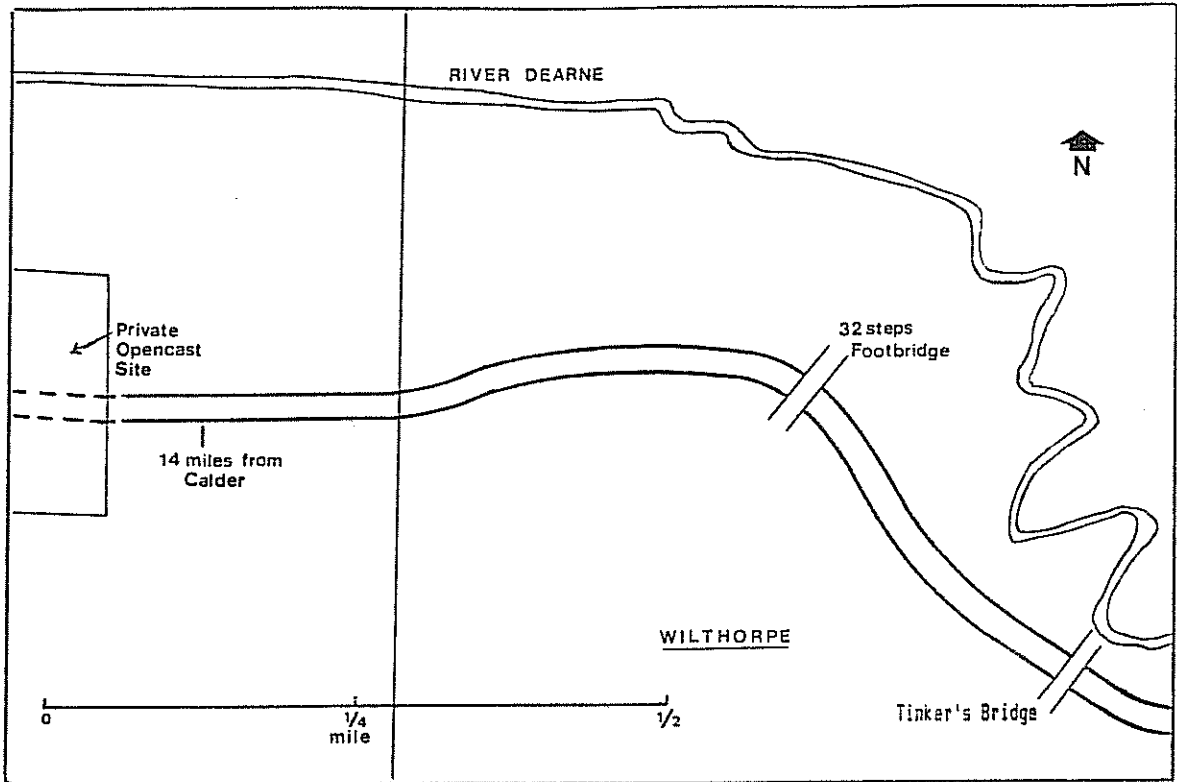 RIVER DEARNE
N
32 steps
Footbridge
Private
Opencast
Site
14 miles from
Calder
WILTHORPE
Tinker's Bridge
0
1/4
mile
1/2